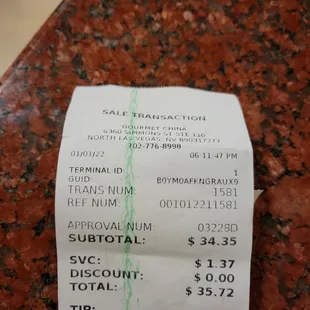 SALE TRANSACTION
GOURMET CHINA
6360 SIMMONS ST STE 116
NORTH LAS VEGAS, NV 890317277
702-776-8998
01/01/22 06:11:47 PM
TERMINAL ID: 1
GUID: B0YM0AFKNGRAUX9
TRANS NUM: 1581
REF NUM: 001012211581
APPROVAL NUM: 03228D
SUBTOTAL: $ 34.35
SVC: $ 1.37
DISCOUNT: $ 0.00
TOTAL: $ 35.72
TIP: